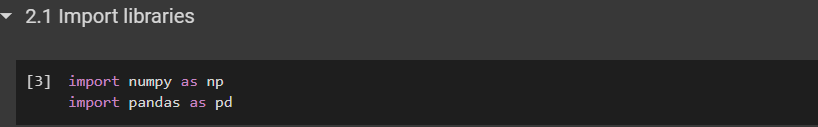 2.1 Import libraries
[3] import numpy as np
import pandas as pd